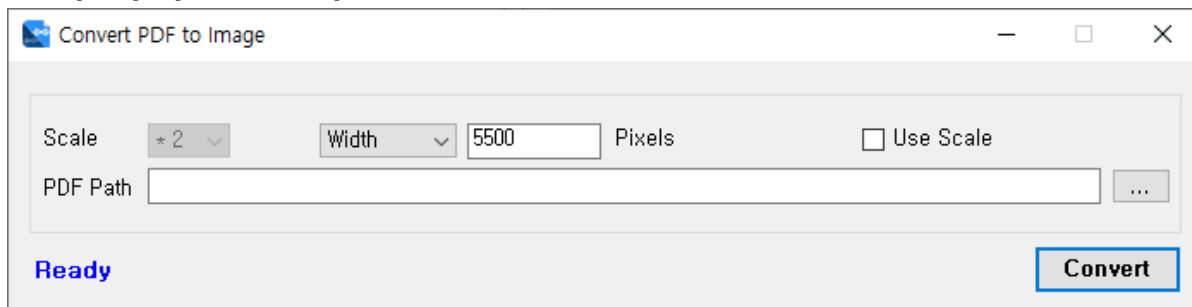 Convert PDF to Image
Scale * 2 Width 5500 Pixels Use Scale
PDF Path ...
Ready Convert